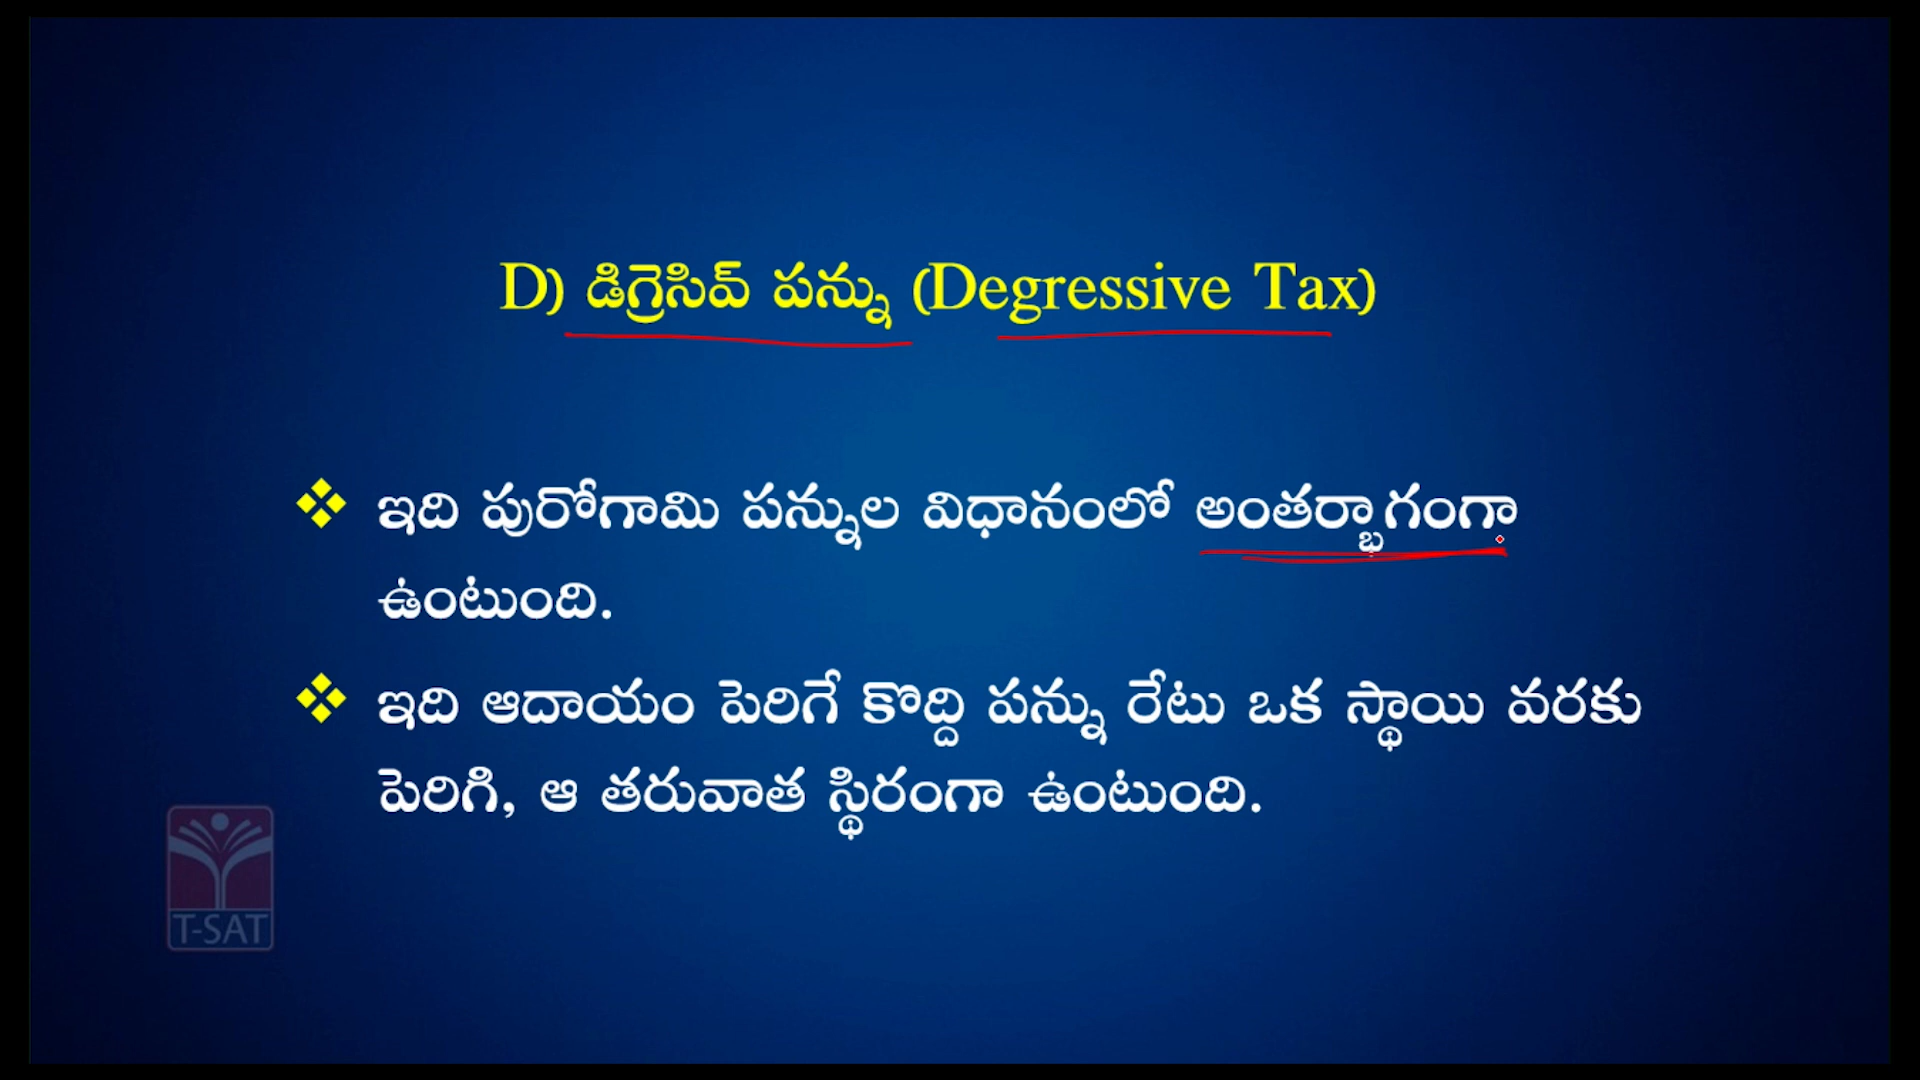 D) డిగ్రెసివ్ పన్ను (Degressive Tax)
❖ ఇది పురోగామి పన్నుల విధానంలో అంతర్భాగంగా
ఉంటుంది.
❖ ఇది ఆదాయం పెరిగే కొద్ది పన్ను రేటు ఒక స్థాయి వరకు
పెరిగి, ఆ తరువాత స్థిరంగా ఉంటుంది.
T-SAT